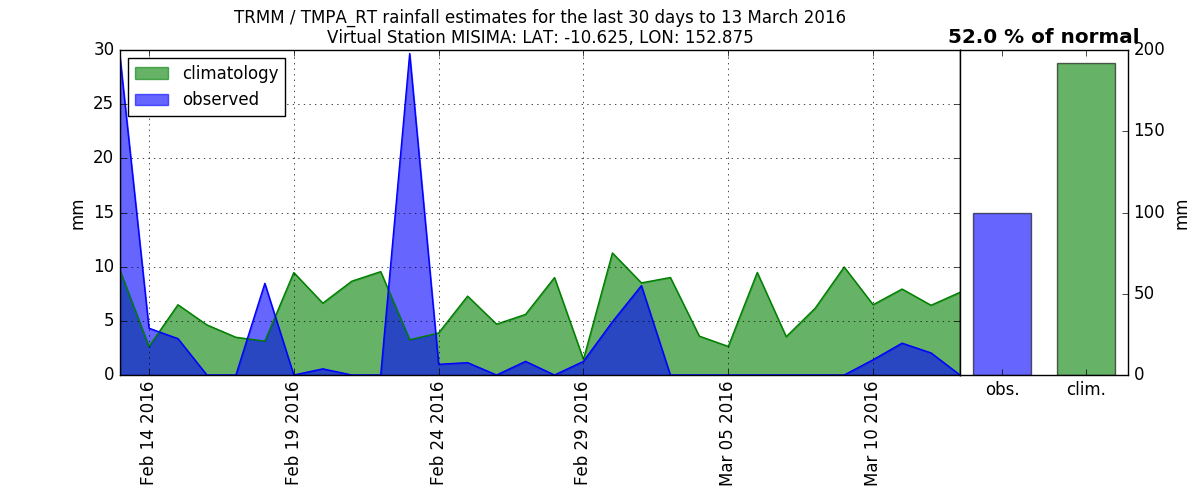 TRMM / TMPA_RT rainfall estimates for the last 30 days to 13 March 2016
Virtual Station MISIMA: LAT: -10.625, LON: 152.875
52.0 % of normal
climatology
observed
30
25
20
15
10
5
0
mm
Feb 14 2016
Feb 19 2016
Feb 24 2016
Feb 29 2016
Mar 05 2016
Mar 10 2016
200
150
100
50
0
mm
obs.
clim.